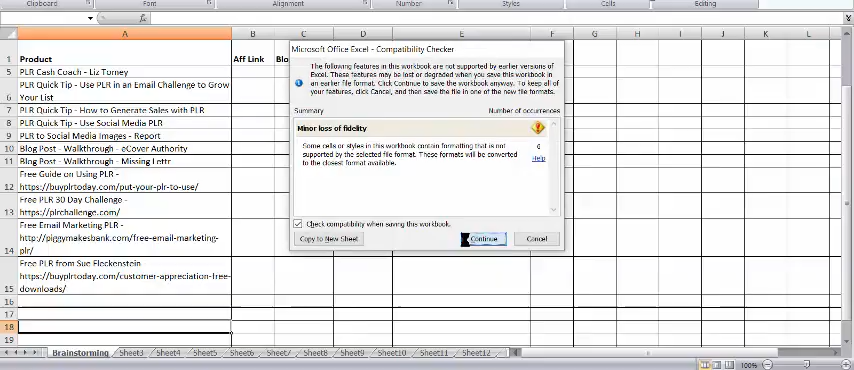 Clipboard Font Alignment Number Styles Cells Editing
fx
A B C D E F G H I J K L
1 Product Aff Link Blo
5 PLR Cash Coach - Liz Tomey
PLR Quick Tip - Use PLR in an Email Challenge to Grow
6 Your List
7 PLR Quick Tip - How to Generate Sales with PLR
8 PLR Quick Tip - Use Social Media PLR
9 PLR to Social Media Images - Report
10 Blog Post - Walkthrough - eCover Authority
11 Blog Post - Walkthrough - Missing Lettr
Free Guide on Using PLR -
12 https://buyplrtoday.com/put-your-plr-to-use/
Free PLR 30 Day Challenge -
13 https://plrchallenge.com/
Free Email Marketing PLR -
http://piggymakesbank.com/free-email-marketing-
14 plr/
Free PLR from Sue Fleckenstein
https://buyplrtoday.com/customer-appreciation-free-
15 downloads/
16
17
18
19
Microsoft Office Excel - Compatibility Checker
The following features in this workbook are not supported by earlier versions of
Excel. These features may be lost or degraded when you save this workbook in
an earlier file format. Click Continue to save the workbook anyway. To keep all of
your features, click Cancel, and then save the file in one of the new file formats.
Summary Number of occurrences
Minor loss of fidelity
Some cells or styles in this workbook contain formatting that is not 6
supported by the selected file format. These formats will be converted Help
to the closest format available.
Check compatibility when saving this workbook.
Copy to New Sheet Continue Cancel
Brainstorming Sheet3 Sheet4 Sheet5 Sheet6 Sheet7 Sheet8 Sheet9 Sheet10 Sheet11 Sheet12
100%